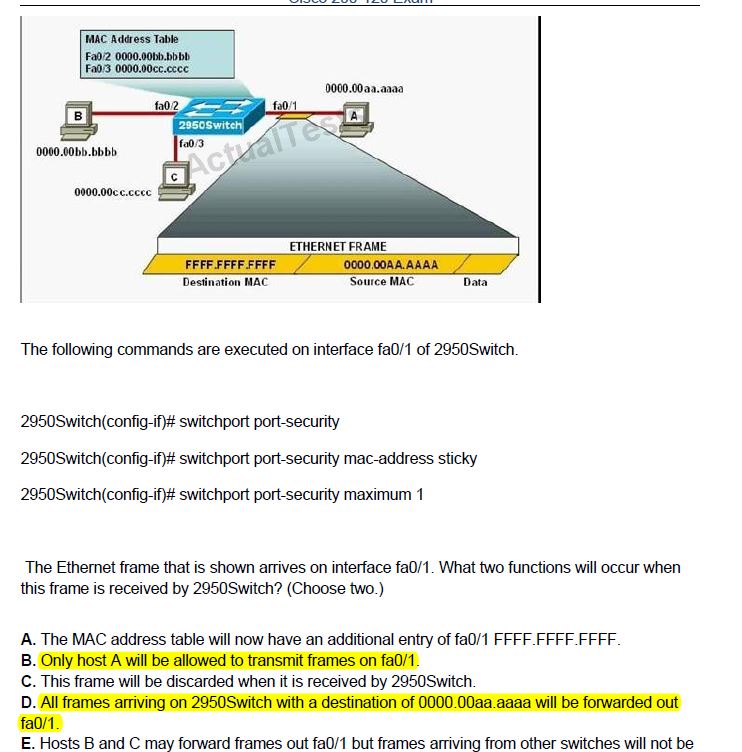 Cisco 200-120 Exam
MAC Address Table
Fa0/2 0000.00bb.bbbb
Fa0/3 0000.00cc.cccc
0000.00aa.aaaa
fa0/2
fa0/1
B
A
2950Switch
fa0/3
0000.00bb.bbbb
C
0000.00cc.cccc
ETHERNET FRAME
FFFF.FFFF.FFFF
0000.00AA.AAAA
Destination MAC
Source MAC
Data
The following commands are executed on interface fa0/1 of 2950Switch.
2950Switch(config-if)# switchport port-security
2950Switch(config-if)# switchport port-security mac-address sticky
2950Switch(config-if)# switchport port-security maximum 1
The Ethernet frame that is shown arrives on interface fa0/1. What two functions will occur when
this frame is received by 2950Switch? (Choose two.)
A. The MAC address table will now have an additional entry of fa0/1 FFFF.FFFF.FFFF.
B. Only host A will be allowed to transmit frames on fa0/1.
C. This frame will be discarded when it is received by 2950Switch.
D. All frames arriving on 2950Switch with a destination of 0000.00aa.aaaa will be forwarded out
fa0/1.
E. Hosts B and C may forward frames out fa0/1 but frames arriving from other switches will not be